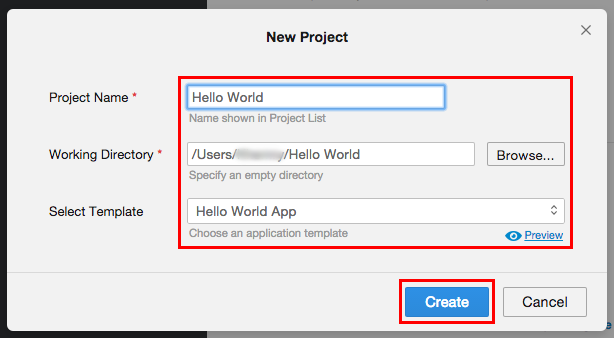 New Project
Project Name *
Hello World
Name shown in Project List
Working Directory *
/Users/ /Hello World
Browse...
Specify an empty directory
Select Template
Hello World App
Choose an application template
Preview
Create
Cancel